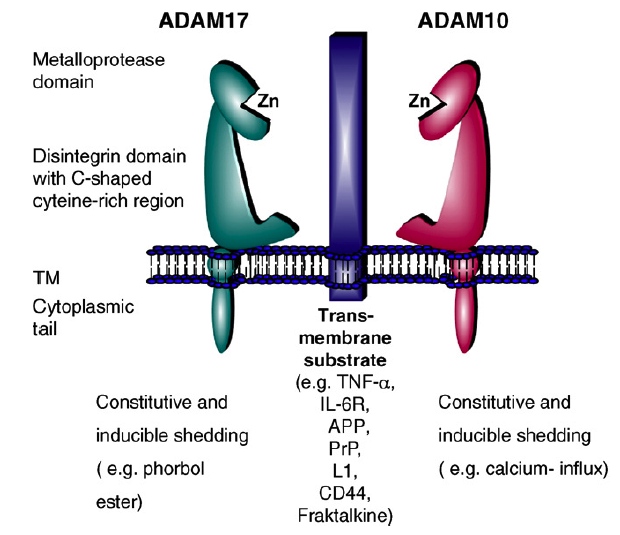 ADAM17
ADAM10
Metalloprotease
domain
Zn
Zn
Disintegrin domain
with C-shaped
cyteine-rich region
TM
Cytoplasmic
tail
Trans-
membrane
substrate
(e.g. TNF-α,
IL-6R,
APP,
PrP,
L1,
CD44,
Fraktalkine)
Constitutive and
inducible shedding
( e.g. phorbol
ester)
Constitutive and
inducible shedding
( e.g. calcium- influx)